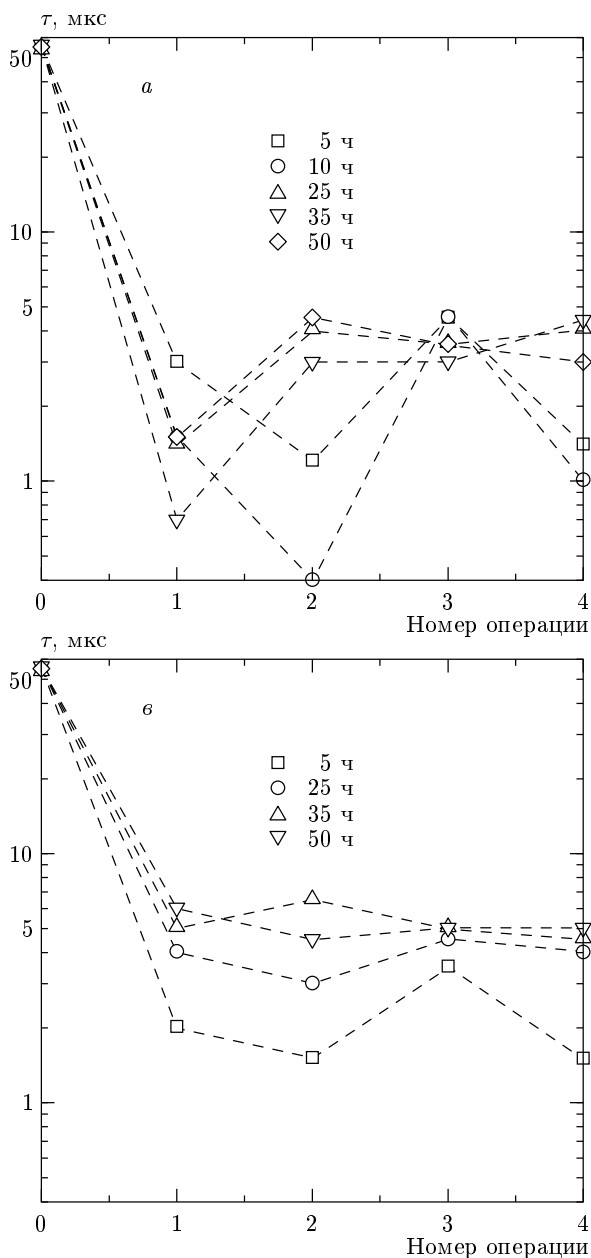 τ, мкс
50
а
5 ч
10 ч
25 ч
35 ч
50 ч
10
5
1
0 1 2 3 4
Номер операции
τ, мкс
50
в
5 ч
25 ч
35 ч
50 ч
10
5
1
0 1 2 3 4
Номер операции